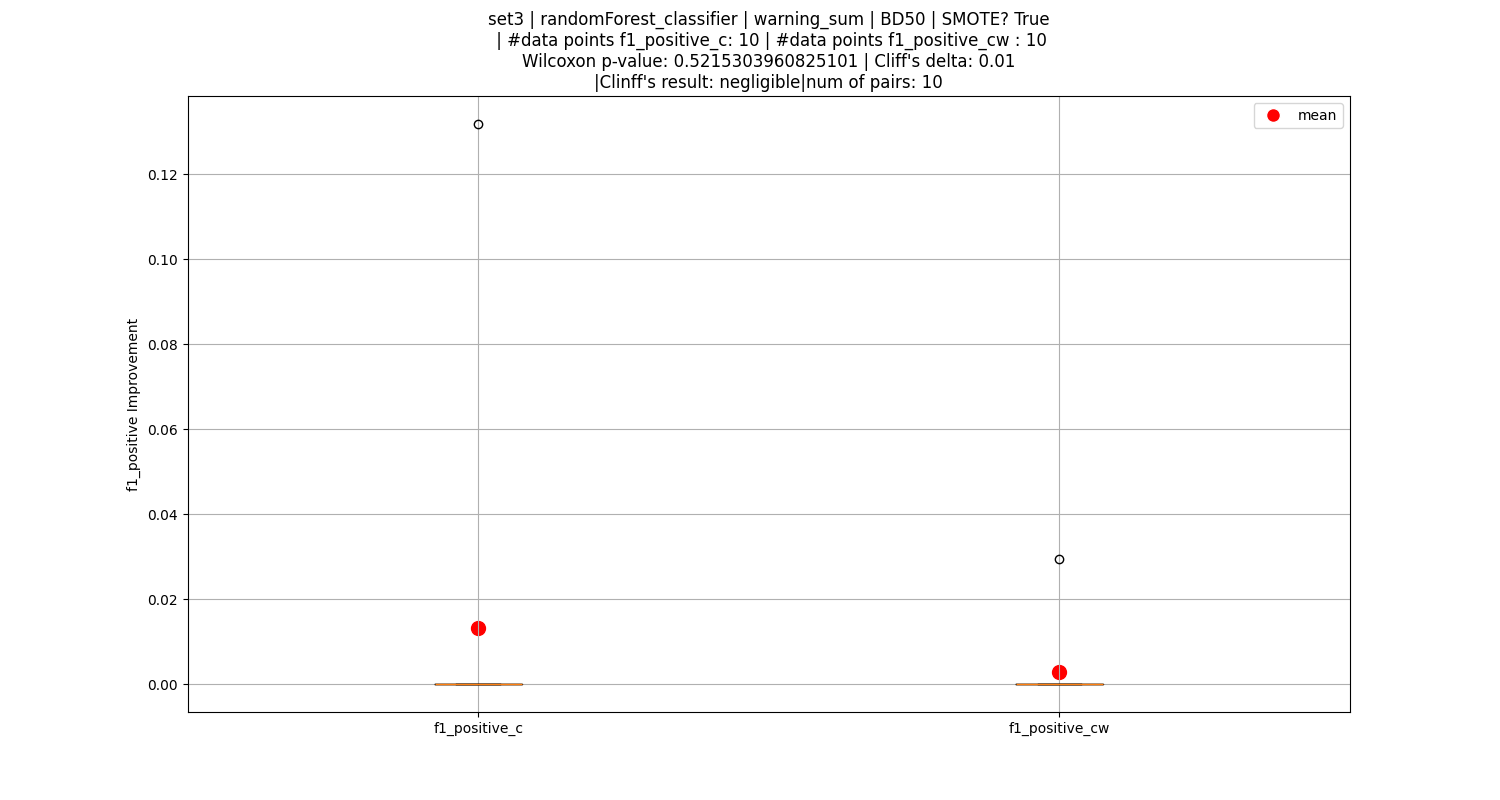 set3 | randomForest_classifier | warning_sum | BD50 | SMOTE? True
| #data points f1_positive_c: 10 | #data points f1_positive_cw : 10
Wilcoxon p-value: 0.5215303960825101 | Cliff's delta: 0.01
|Clinff's result: negligible|num of pairs: 10
mean
f1_positive Improvement
0.12
0.10
0.08
0.06
0.04
0.02
0.00
f1_positive_c
f1_positive_cw